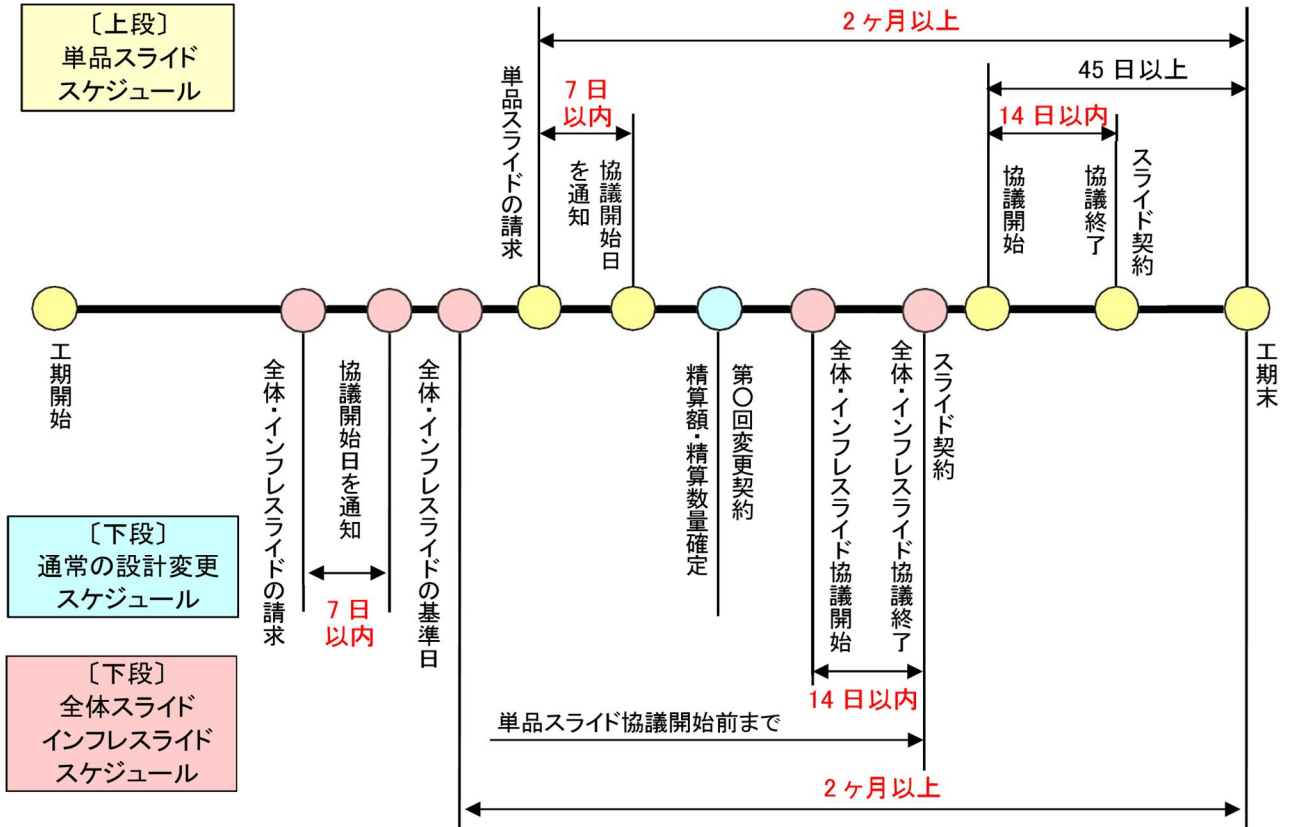 〔上段〕
単品スライド
スケジュール
2ヶ月以上
45日以上
7日
以内
14日以内
単品スライドの請求
協議開始日
を通知
協議開始
協議終了
スライド契約
工期開始
全体・インフレスライドの請求
協議開始日を通知
全体・インフレスライドの基準日
第〇回変更契約
精算額・精算数量確定
全体・インフレスライド協議開始
全体・インフレスライド協議終了
スライド契約
工期末
〔下段〕
通常の設計変更
スケジュール
7日
以内
〔下段〕
全体スライド
インフレスライド
スケジュール
14日以内
単品スライド協議開始前まで
2ヶ月以上